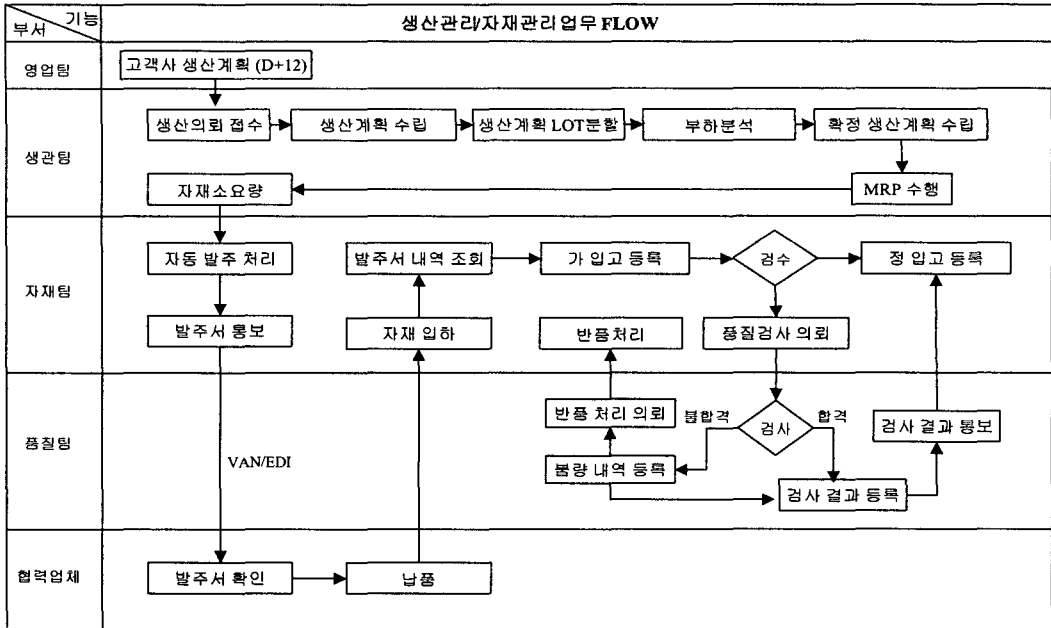 기능
부서
생산관리/자재관리업무 FLOW
영업팀
고객사 생산계획 (D+12)
생관팀
생산의뢰 접수
생산계획 수립
생산계획 LOT분할
부하분석
확정 생산계획 수립
자재소요량
MRP 수행
자재팀
자동 발주 처리
발주서 내역 조회
가 입고 등록
검수
정 입고 등록
발주서 통보
자재 입하
반품처리
품질검사 의뢰
품질팀
반품 처리 의뢰
불합격
검사
합격
검사 결과 통보
VAN/EDI
불량 내역 등록
검사 결과 등록
협력업체
발주서 확인
납품